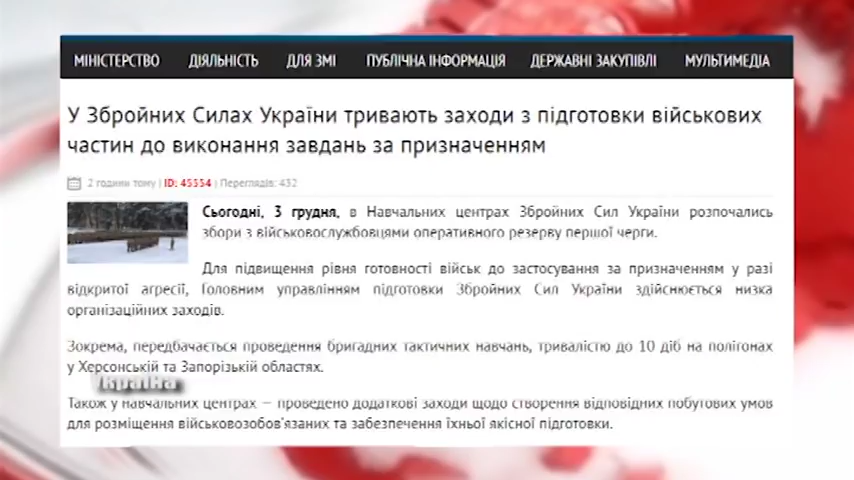 МІНІСТЕРСТВО ДІЯЛЬНІСТЬ ДЛЯ ЗМІ ПУБЛІЧНА ІНФОРМАЦІЯ ДЕРЖАВНІ ЗАКУПІВЛІ МУЛЬТИМЕДІА
У Збройних Силах України тривають заходи з підготовки військових
частин до виконання завдань за призначенням
2 години тому | ID: 45554 | Переглядів: 432
Сьогодні, 3 грудня, в Навчальних центрах Збройних Сил України розпочались
збори з військовослужбовцями оперативного резерву першої черги.
Для підвищення рівня готовності військ до застосування за призначенням у разі
відкритої агресії, Головним управлінням підготовки Збройних Сил України здійснюється низка
організаційних заходів.
Зокрема, передбачається проведення бригадних тактичних навчань, тривалістю до 10 діб на полігонах
у Херсонській та Запорізькій областях.
Україна
Також у навчальних центрах — проведено додаткові заходи щодо створення відповідних побутових умов
для розміщення військовозобов'язаних та забезпечення їхньої якісної підготовки.